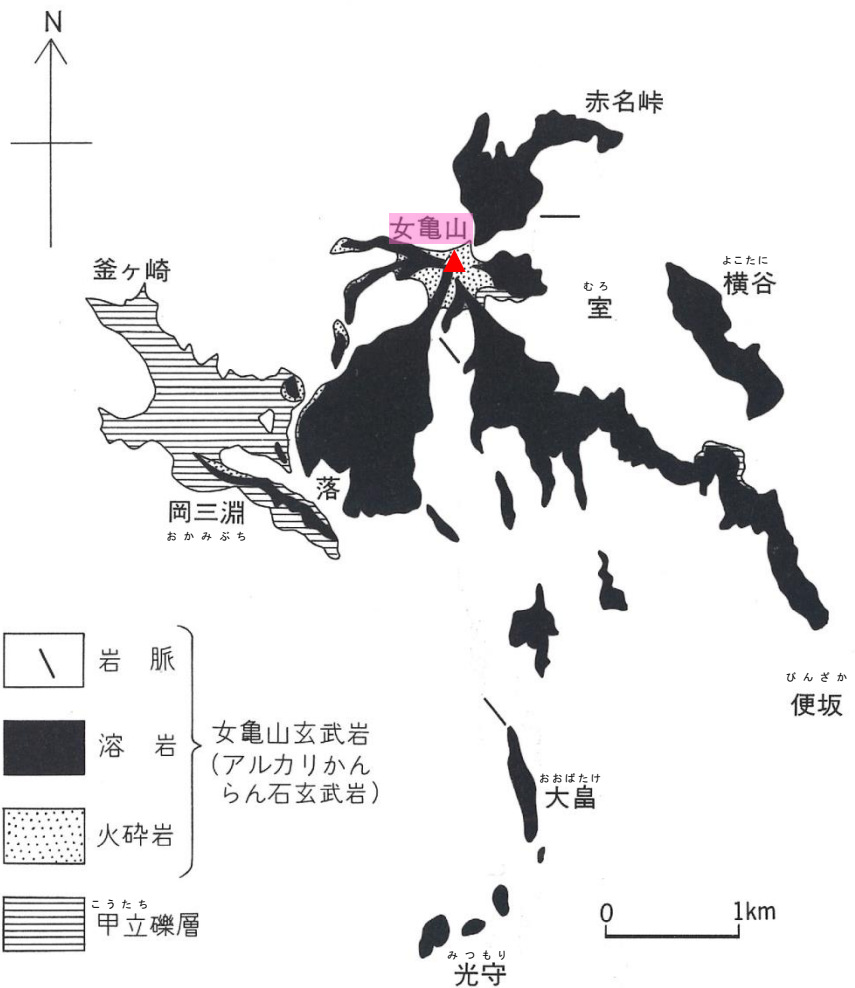 N
赤名峠
女亀山
釜ヶ崎
よこたに
横谷
むろ
室
落
岡三淵
おかみぶち
岩脈
溶岩
火砕岩
女亀山玄武岩
(アルカリかん
らん石玄武岩)
こうたち
甲立礫層
びんざか
便坂
おおばたけ
大畠
0 1km
みつもり
光守